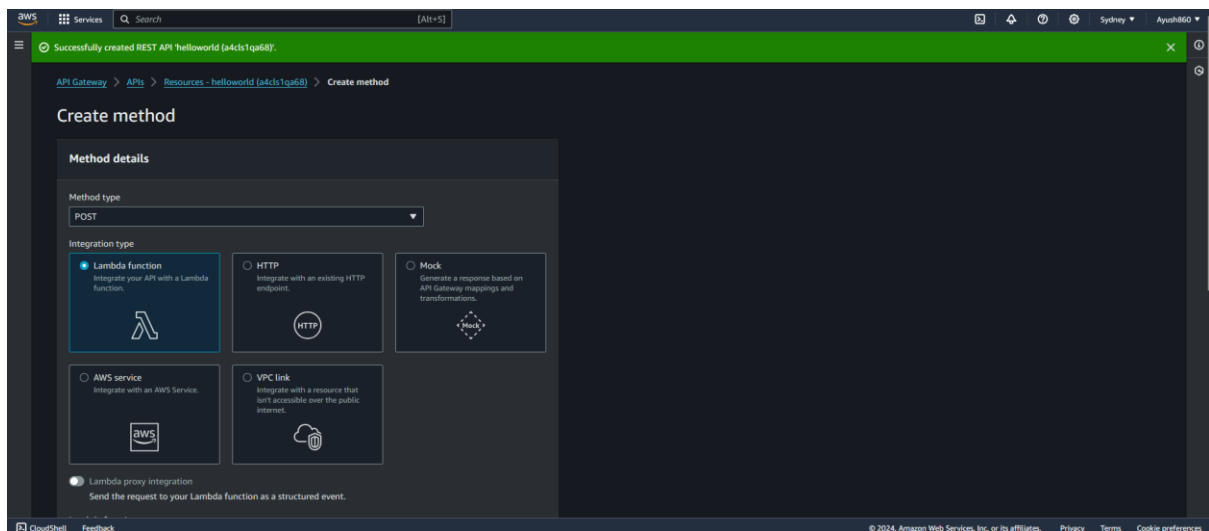 aws
Services
Search
[Alt+S]
Sydney ▼
Ayush860 ▼
Successfully created REST API 'helloworld (a4cls1qa68)'.
API Gateway > APIs > Resources - helloworld (a4cls1qa68) > Create method
Create method
Method details
Method type
POST
Integration type
Lambda function
Integrate your API with a Lambda
function.
HTTP
Integrate with an existing HTTP
endpoint.
HTTP
Mock
Generate a response based on
API Gateway mappings and
transformations.
Mock
AWS service
Integrate with an AWS Service.
aws
VPC link
Integrate with a resource that
isn't accessible over the public
internet.
Lambda proxy integration
Send the request to your Lambda function as a structured event.
CloudShell
Feedback
© 2024, Amazon Web Services, Inc. or its affiliates.
Privacy
Terms
Cookie preferences